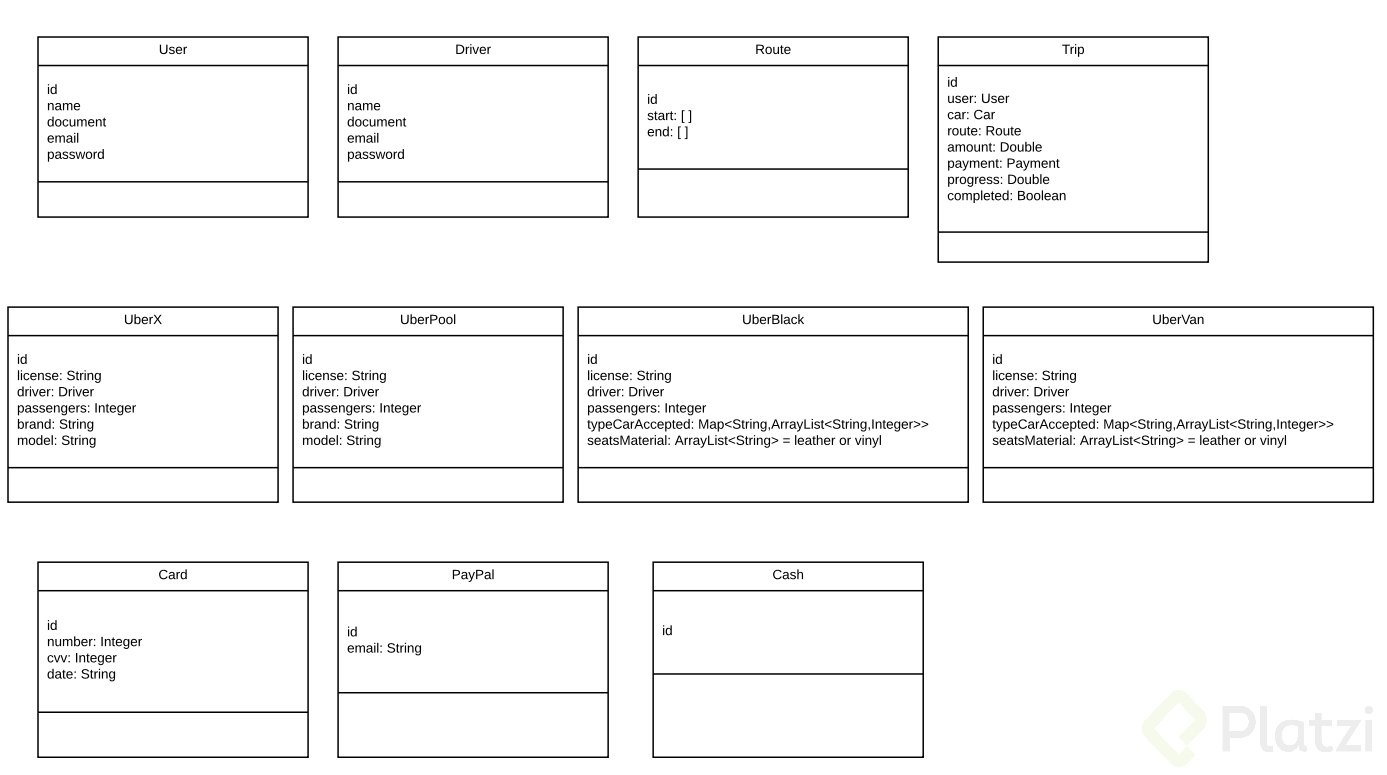 User
id
name
document
email
password
Driver
id
name
document
email
password
Route
id
start: [ ]
end: [ ]
Trip
id
user: User
car: Car
route: Route
amount: Double
payment: Payment
progress: Double
completed: Boolean
UberX
id
license: String
driver: Driver
passengers: Integer
brand: String
model: String
UberPool
id
license: String
driver: Driver
passengers: Integer
brand: String
model: String
UberBlack
id
license: String
driver: Driver
passengers: Integer
typeCarAccepted: Map<String,ArrayList<String,Integer>>
seatsMaterial: ArrayList<String> = leather or vinyl
UberVan
id
license: String
driver: Driver
passengers: Integer
typeCarAccepted: Map<String,ArrayList<String,Integer>>
seatsMaterial: ArrayList<String> = leather or vinyl
Card
id
number: Integer
cvv: Integer
date: String
PayPal
id
email: String
Cash
id
Platzi